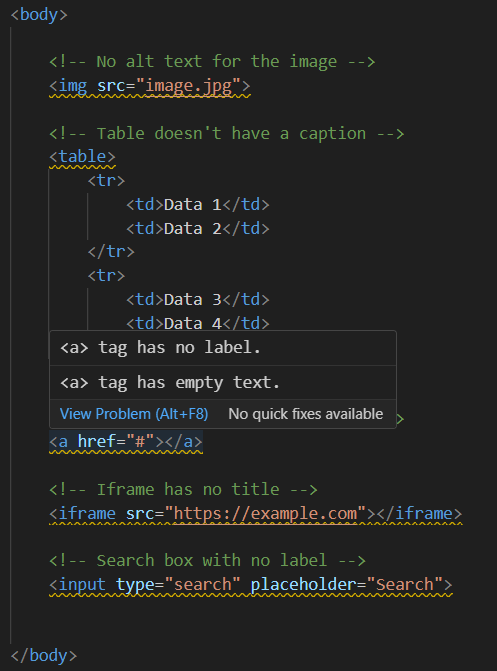 <body>
<!-- No alt text for the image -->
<img src="image.jpg">
<!-- Table doesn't have a caption -->
<table>
<tr>
<td>Data 1</td>
<td>Data 2</td>
</tr>
<tr>
<td>Data 3</td>
<td>Data 4</td>
<a> tag has no label.
<a> tag has empty text.
View Problem (Alt+F8) No quick fixes available
>
<a href="#"></a>
<!-- Iframe has no title -->
<iframe src="https://example.com"></iframe>
<!-- Search box with no label -->
<input type="search" placeholder="Search">
</body>